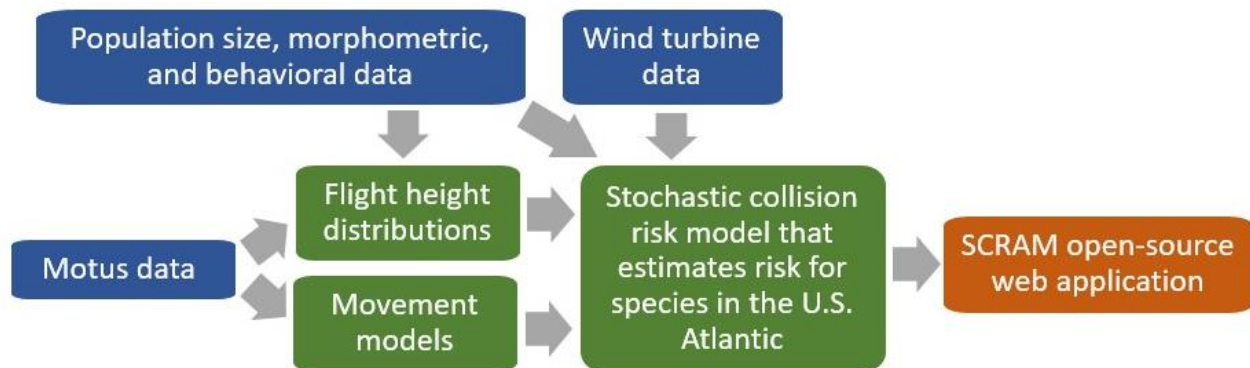 Population size, morphometric,
and behavioral data
Wind turbine
data
Flight height
distributions
Motus data
Movement
models
Stochastic collision
risk model that
estimates risk for
species in the U.S.
Atlantic
SCRAM open-source
web application